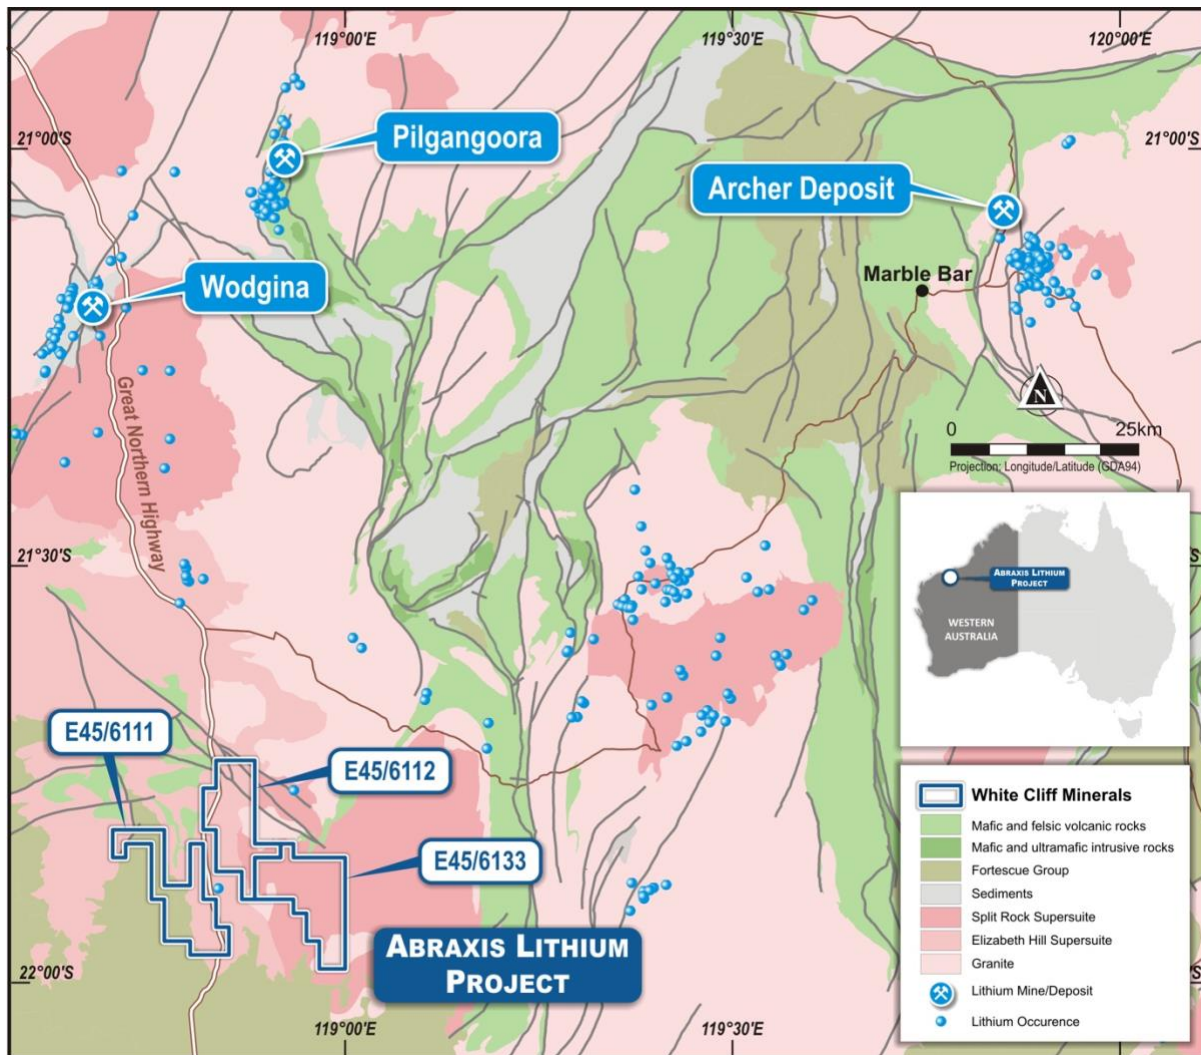 119°00'E
119°30'E
120°00'E
21°00'S
21°00'S
Pilgangoora
Archer Deposit
Wodgina
Marble Bar
N
0
25km
Projection: Longitude/Latitude (GDA94)
Great Northern Highway
21°30'S
ABRAXIS LITHIUM
PROJECT
WESTERN
AUSTRALIA
E45/6111
E45/6112
E45/6133
ABRAXIS LITHIUM
PROJECT
White Cliff Minerals
Mafic and felsic volcanic rocks
Mafic and ultramafic intrusive rocks
Fortescue Group
Sediments
Split Rock Supersuite
Elizabeth Hill Supersuite
Granite
Lithium Mine/Deposit
Lithium Occurence
22°00'S
119°00'E
119°30'E